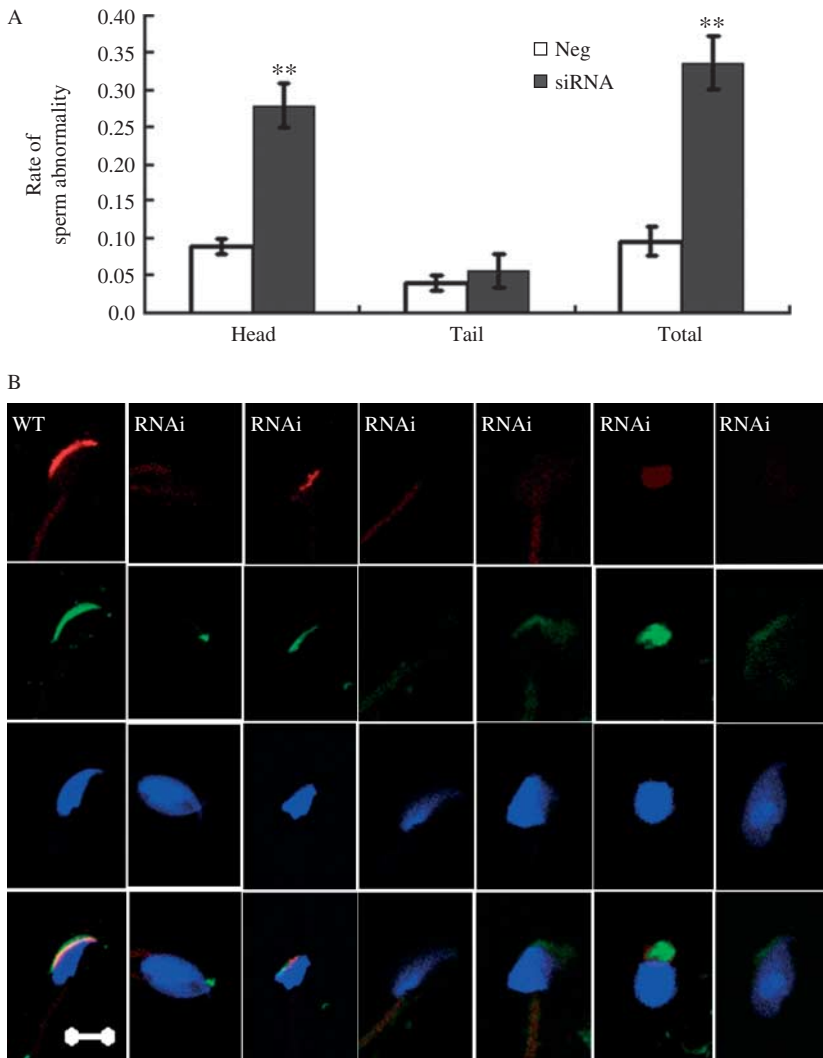 A
0.40
0.35
0.30
0.25
0.20
0.15
0.10
0.05
0.0
Rate of
sperm abnormality
**
**
Neg
siRNA
Head Tail Total
B
WT RNAi RNAi RNAi RNAi RNAi RNAi